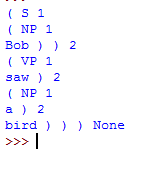 ( S 1
( NP 1
Bob ) ) 2
( VP 1
saw ) 2
( NP 1
a ) 2
bird ) ) ) None
>>>